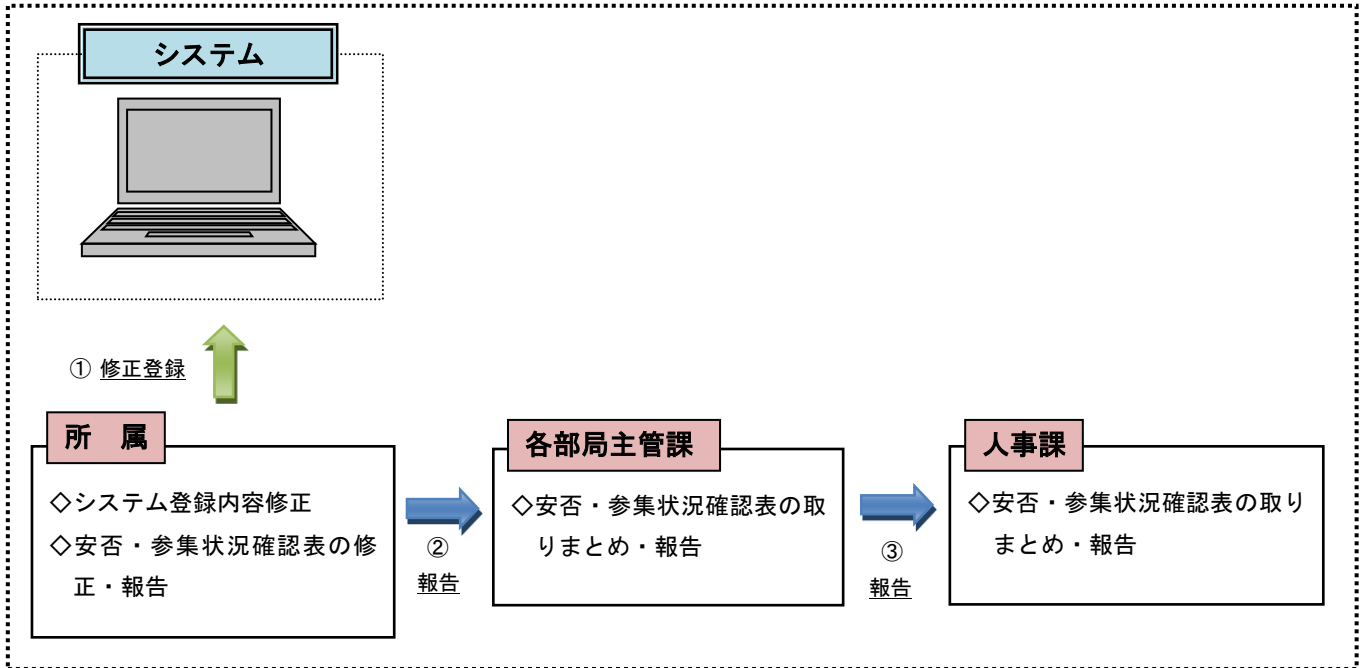 システム
① 修正登録
所 属
◇システム登録内容修正
◇安否・参集状況確認表の修
正・報告
②
報告
各部局主管課
◇安否・参集状況確認表の取
りまとめ・報告
③
報告
人事課
◇安否・参集状況確認表の取り
まとめ・報告